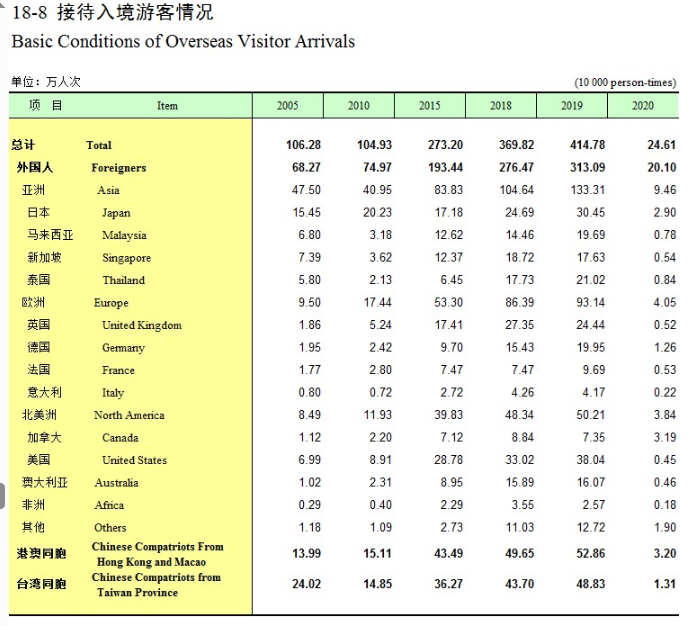 18-8 接待入境游客情况
Basic Conditions of Overseas Visitor Arrivals
单位：万人次 (10 000 person-times)
项 目 Item 2005 2010 2015 2018 2019 2020
总计 Total 106.28 104.93 273.20 369.82 414.78 24.61
外国人 Foreigners 68.27 74.97 193.44 276.47 313.09 20.10
亚洲 Asia 47.50 40.95 83.83 104.64 133.31 9.46
日本 Japan 15.45 20.23 17.18 24.69 30.45 2.90
马来西亚 Malaysia 6.80 3.18 12.62 14.46 19.69 0.78
新加坡 Singapore 7.39 3.62 12.37 18.72 17.63 0.54
泰国 Thailand 5.80 2.13 6.45 17.73 21.02 0.84
欧洲 Europe 9.50 17.44 53.30 86.39 93.14 4.05
英国 United Kingdom 1.86 5.24 17.41 27.35 24.44 0.52
德国 Germany 1.95 2.42 9.70 15.43 19.95 1.26
法国 France 1.77 2.80 7.47 7.47 9.69 0.53
意大利 Italy 0.80 0.72 2.72 4.26 4.17 0.22
北美洲 North America 8.49 11.93 39.83 48.34 50.21 3.84
加拿大 Canada 1.12 2.20 7.12 8.84 7.35 3.19
美国 United States 6.99 8.91 28.78 33.02 38.04 0.45
澳大利亚 Australia 1.02 2.31 8.95 15.89 16.07 0.46
非洲 Africa 0.29 0.40 2.29 3.55 2.57 0.18
其他 Others 1.18 1.09 2.73 11.03 12.72 1.90
港澳同胞 Chinese Compatriots From Hong Kong and Macao 13.99 15.11 43.49 49.65 52.86 3.20
台湾同胞 Chinese Compatriots from Taiwan Province 24.02 14.85 36.27 43.70 48.83 1.31